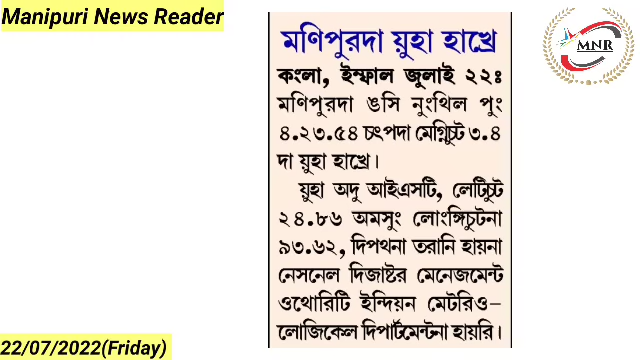 Manipuri News Reader
MNR
মণিপুরদা য়ুহা হাখ্রে
কংলা, ইম্ফাল জুলাই ২২ঃ
মণিপুরদা ঙসি নুংথিল পুং
৪.২৩.৫৪ চৎপদা মেগ্নিচুট ৩.৪
দা য়ুহা হাখ্রে।
য়ুহা অদু আইএসটি, লেটিচুট
২৪.৮৬ অমসুং লোংঙ্গিচুটনা
৯৩.৬২, দিপথনা তরানি হায়না
নেসনেল দিজাষ্টর মেনেজমেন্ট
ওথোরিটি ইন্দিয়ন মেটরিও–
লোজিকেল দিপার্টমেন্টনা হায়রি।
22/07/2022(Friday)